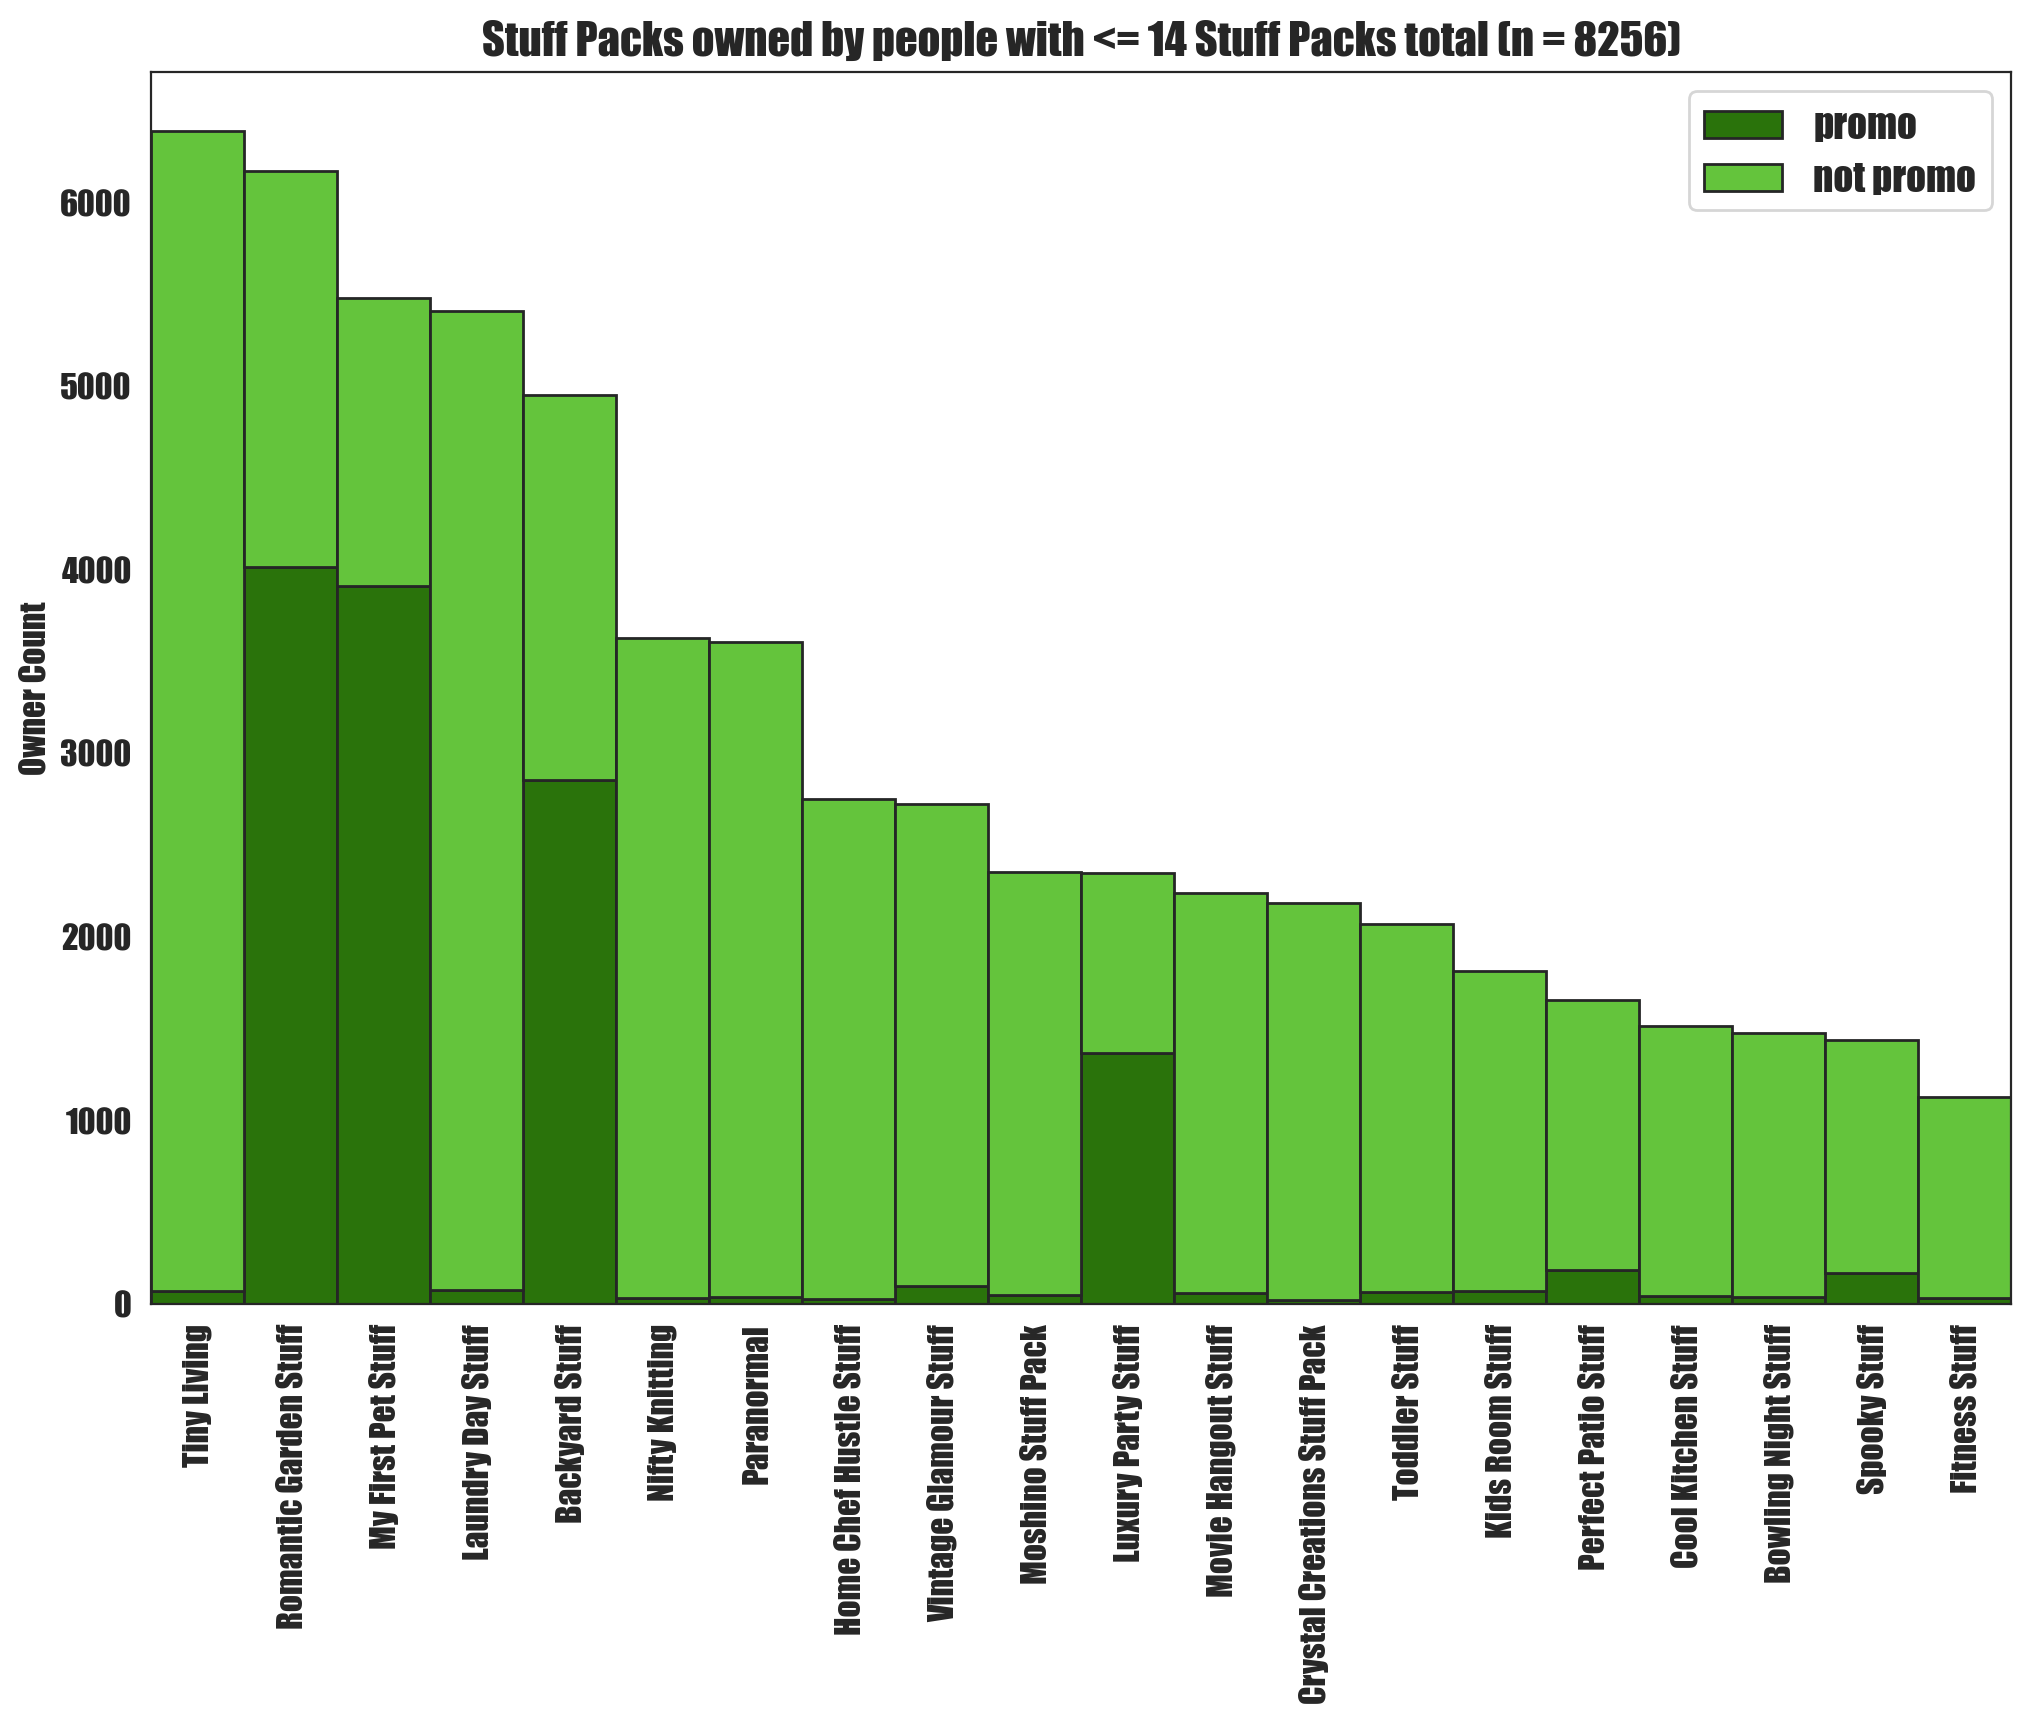 Stuff Packs owned by people with <= 14 Stuff Packs total (n = 8256)
promo
not promo
Owner Count
6000
5000
4000
3000
2000
1000
0
Tiny Living
Romantic Garden Stuff
My First Pet Stuff
Laundry Day Stuff
Backyard Stuff
Nifty Knitting
Paranormal
Home Chef Hustle Stuff
Vintage Glamour Stuff
Moshino Stuff Pack
Luxury Party Stuff
Movie Hangout Stuff
Crystal Creations Stuff Pack
Toddler Stuff
Kids Room Stuff
Perfect Patio Stuff
Cool Kitchen Stuff
Bowling Night Stuff
Spooky Stuff
Fitness Stuff